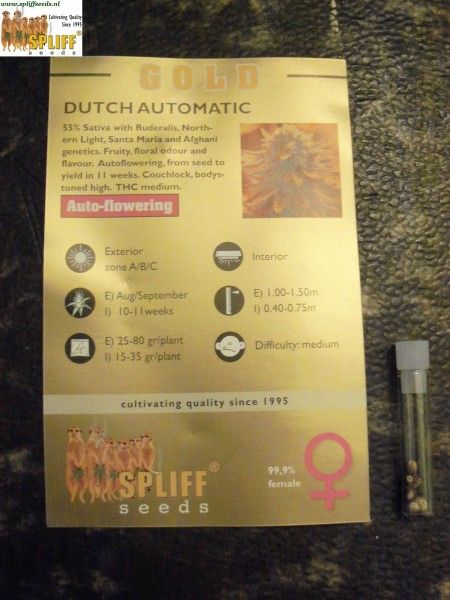 www.spliffseeds.nl
Cultivating Quality
Since 1995
SPLIFF®
seeds
GOLD
DUTCH AUTOMATIC
55% Sativa with Ruderalis, North-
ern Light, Santa Maria and Afghani
genetics. Fruity, floral odour and
flavour. Autoflowering, from seed to
yield in 11 weeks. Couchlock, bodys-
toned high. THC medium.
Auto-flowering
Exterior
zone A/B/C
Interior
E) Aug/September
I) 10-11weeks
E) 1.00-1.50m
I) 0.40-0.75m
E) 25-80 gr/plant
I) 15-35 gr/plant
Difficulty: medium
cultivating quality since 1995
SPLIFF®
seeds
99,9%
female